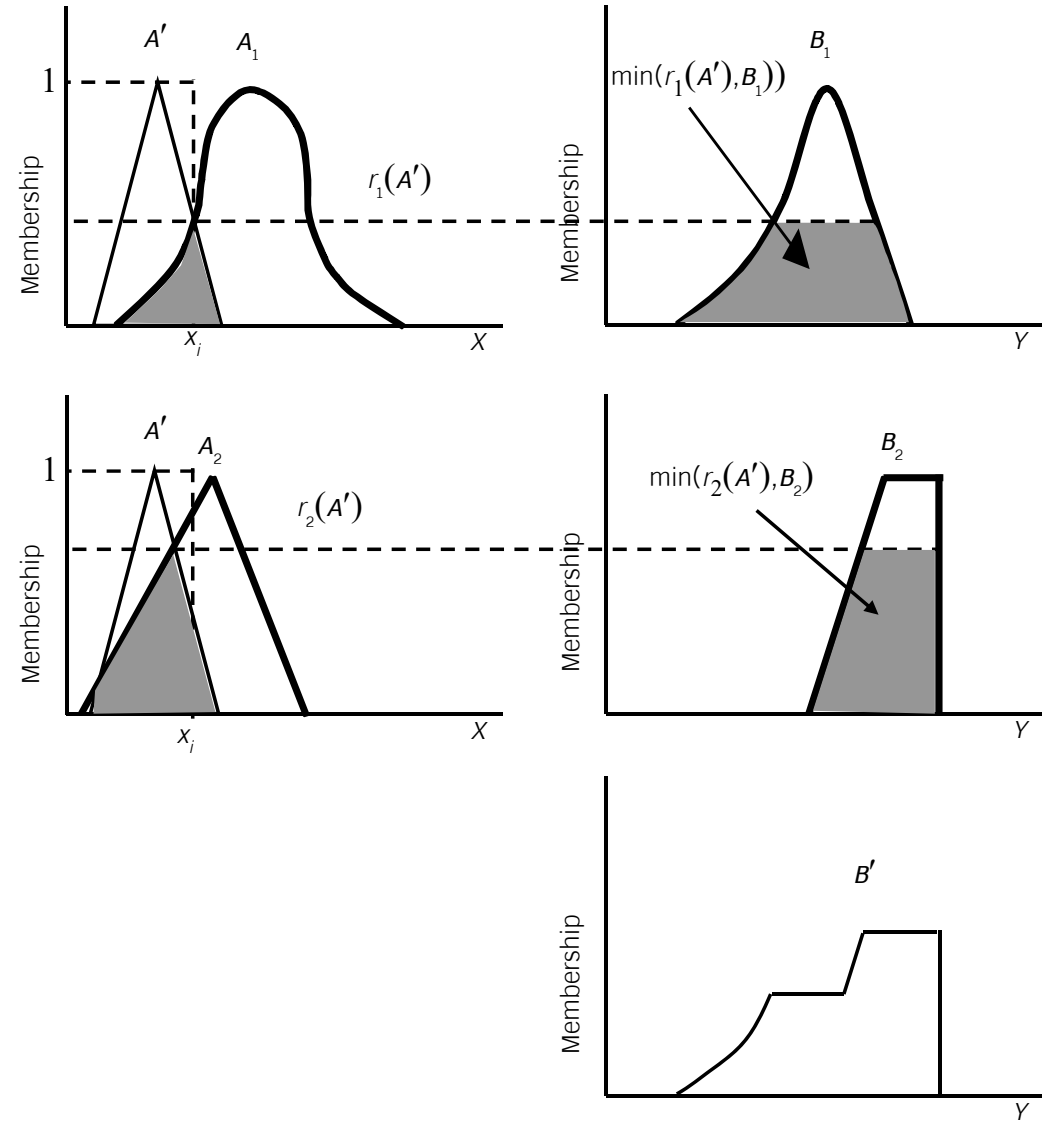 A′
A₁
1
Membership
r₁(A′)
xᵢ
X
B₁
min(r₁(A′),B₁))
Membership
Y
A′
A₂
1
Membership
r₂(A′)
xᵢ
X
B₂
min(r₂(A′),B₂)
Membership
Y
B′
Membership
Y